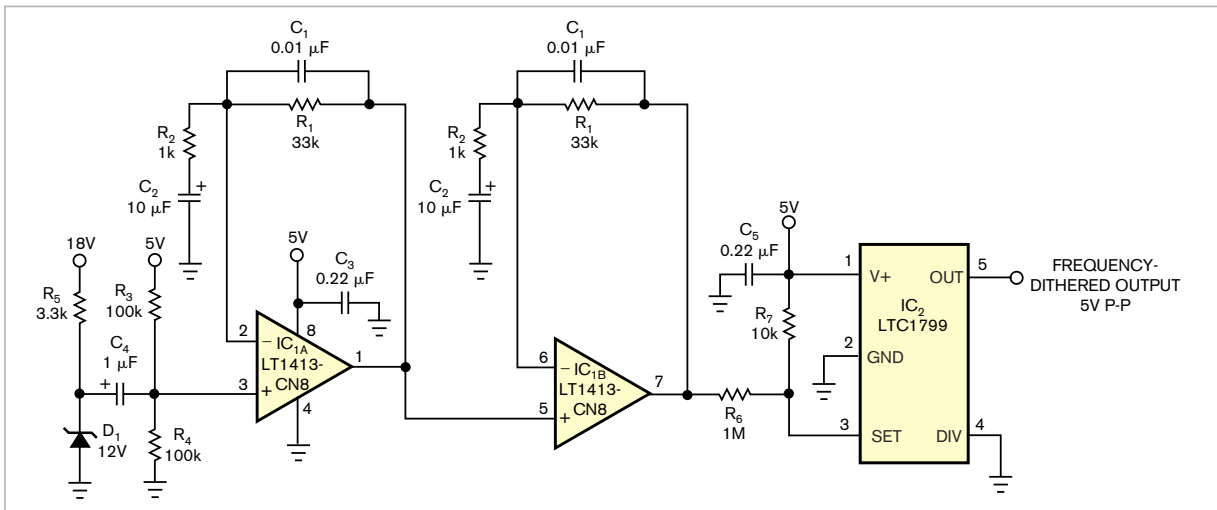 C1
0.01 µF
R1
33k
R2
1k
C2
+
10 µF
18V
5V
R5
3.3k
R3
100k
C4
1 µF
+
D1
12V
R4
100k
5V
C3
0.22 µF
2
8
− IC1A
LT1413-
CN8
1
3
+
4
C1
0.01 µF
R1
33k
R2
1k
C2
+
10 µF
6
− IC1B
LT1413-
CN8
7
5
+
R6
1M
5V
C5
0.22 µF
R7
10k
1
V+
OUT
5
IC2
LTC1799
2
GND
3
SET
DIV
4
FREQUENCY-
DITHERED OUTPUT
5V P-P